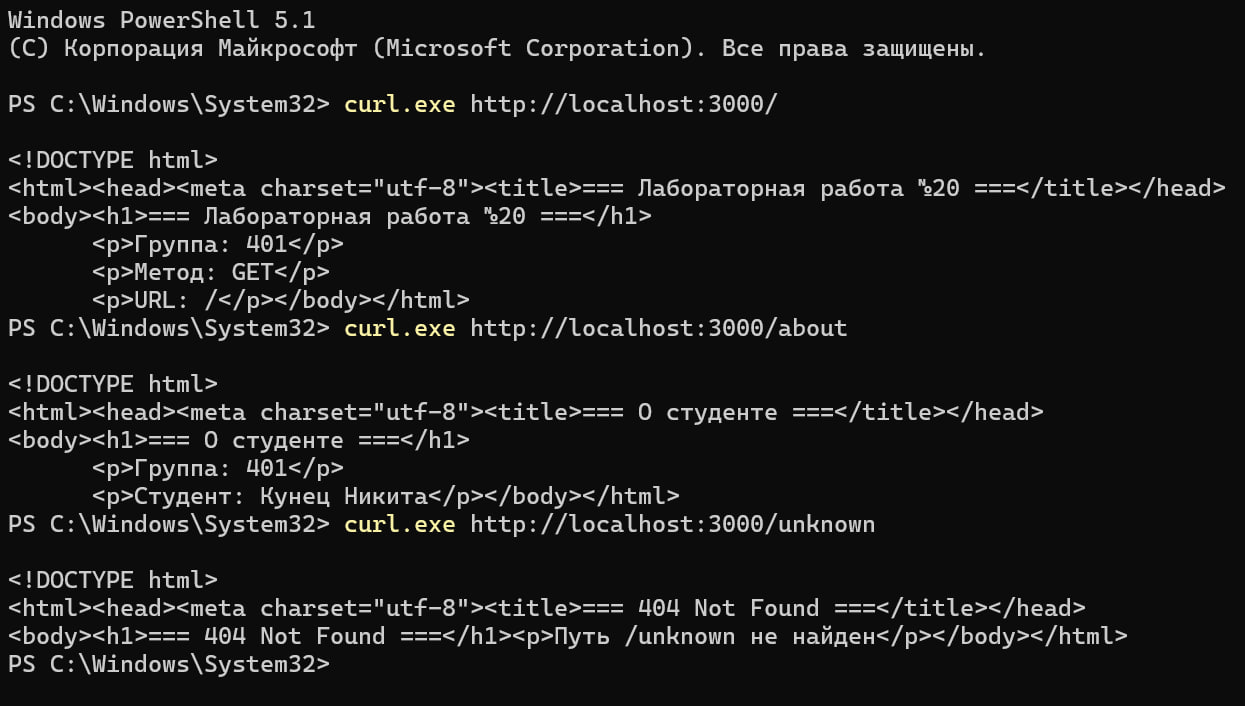 Windows PowerShell 5.1
(C) Корпорация Майкрософт (Microsoft Corporation). Все права защищены.
PS C:\Windows\System32> curl.exe http://localhost:3000/
<!DOCTYPE html>
<html><head><meta charset="utf-8"><title>=== Лабораторная работа №20 ===</title></head>
<body><h1>=== Лабораторная работа №20 ===</h1>
<p>Группа: 401</p>
<p>Метод: GET</p>
<p>URL: /</p></body></html>
PS C:\Windows\System32> curl.exe http://localhost:3000/about
<!DOCTYPE html>
<html><head><meta charset="utf-8"><title>=== О студенте ===</title></head>
<body><h1>=== О студенте ===</h1>
<p>Группа: 401</p>
<p>Студент: Кунец Никита</p></body></html>
PS C:\Windows\System32> curl.exe http://localhost:3000/unknown
<!DOCTYPE html>
<html><head><meta charset="utf-8"><title>=== 404 Not Found ===</title></head>
<body><h1>=== 404 Not Found ===</h1><p>Путь /unknown не найден</p></body></html>
PS C:\Windows\System32>